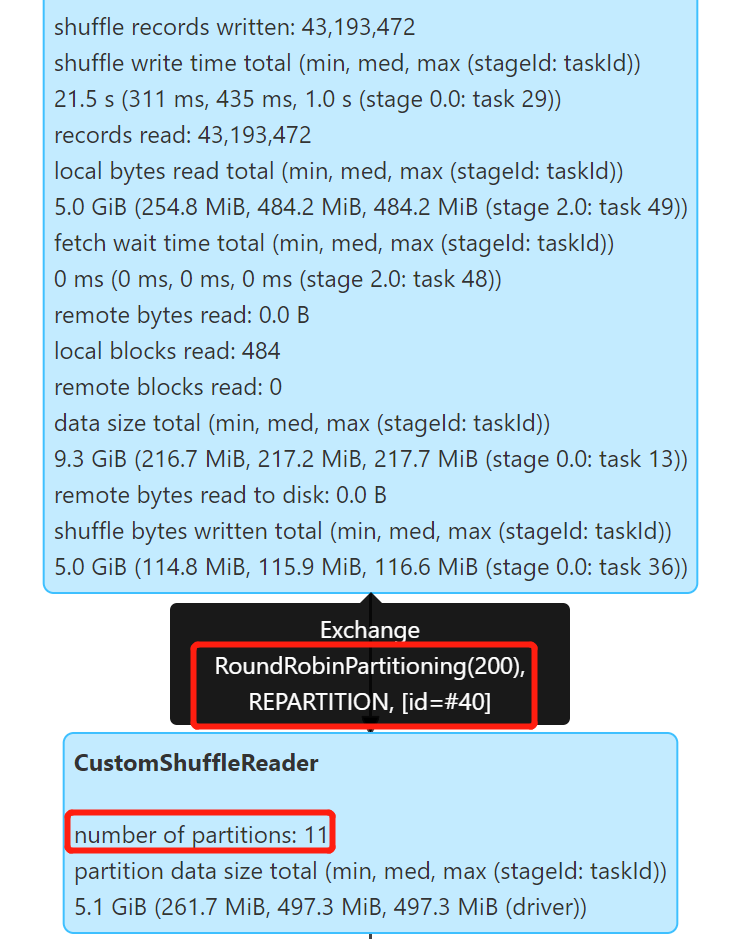 shuffle records written: 43,193,472
shuffle write time total (min, med, max (stageId: taskId))
21.5 s (311 ms, 435 ms, 1.0 s (stage 0.0: task 29))
records read: 43,193,472
local bytes read total (min, med, max (stageId: taskId))
5.0 GiB (254.8 MiB, 484.2 MiB, 484.2 MiB (stage 2.0: task 49))
fetch wait time total (min, med, max (stageId: taskId))
0 ms (0 ms, 0 ms, 0 ms (stage 2.0: task 48))
remote bytes read: 0.0 B
local blocks read: 484
remote blocks read: 0
data size total (min, med, max (stageId: taskId))
9.3 GiB (216.7 MiB, 217.2 MiB, 217.7 MiB (stage 0.0: task 13))
remote bytes read to disk: 0.0 B
shuffle bytes written total (min, med, max (stageId: taskId))
5.0 GiB (114.8 MiB, 115.9 MiB, 116.6 MiB (stage 0.0: task 36))
Exchange
RoundRobinPartitioning(200),
REPARTITION, [id=#40]
CustomShuffleReader
number of partitions: 11
partition data size total (min, med, max (stageId: taskId))
5.1 GiB (261.7 MiB, 497.3 MiB, 497.3 MiB (driver))